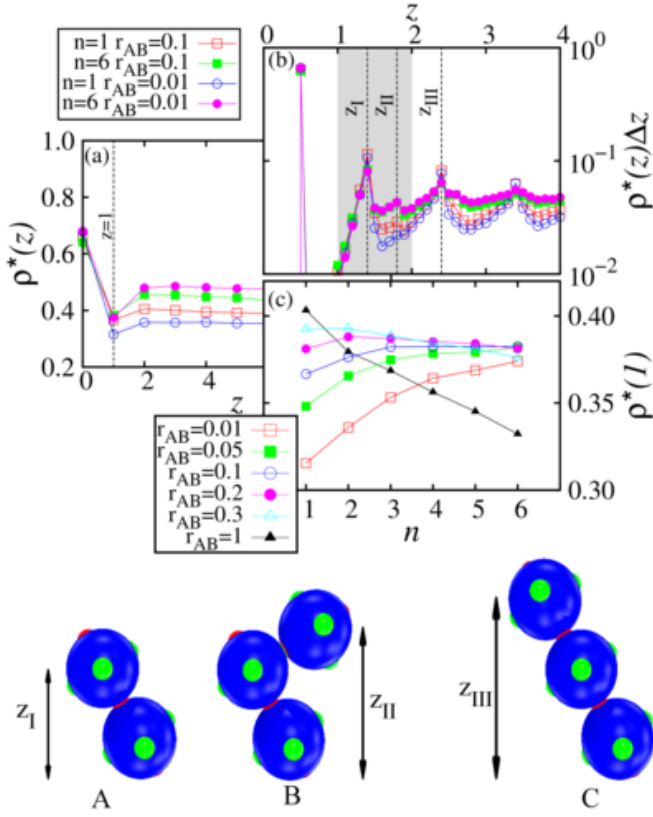 n=1 r_AB=0.1
n=6 r_AB=0.1
n=1 r_AB=0.01
n=6 r_AB=0.01
z
0 1 2 3 4
(b)
z_I
z_II
z_III
10^0
10^-1
10^-2
ρ*(z)Δz
(a)
z=1
1.0
0.8
0.6
0.4
0.2
ρ*(z)
0 2 4
z
(c)
0.40
0.35
0.30
ρ*(1)
1 2 3 4 5 6
n
r_AB=0.01
r_AB=0.05
r_AB=0.1
r_AB=0.2
r_AB=0.3
r_AB=1
z_I
z_II
z_III
A
B
C